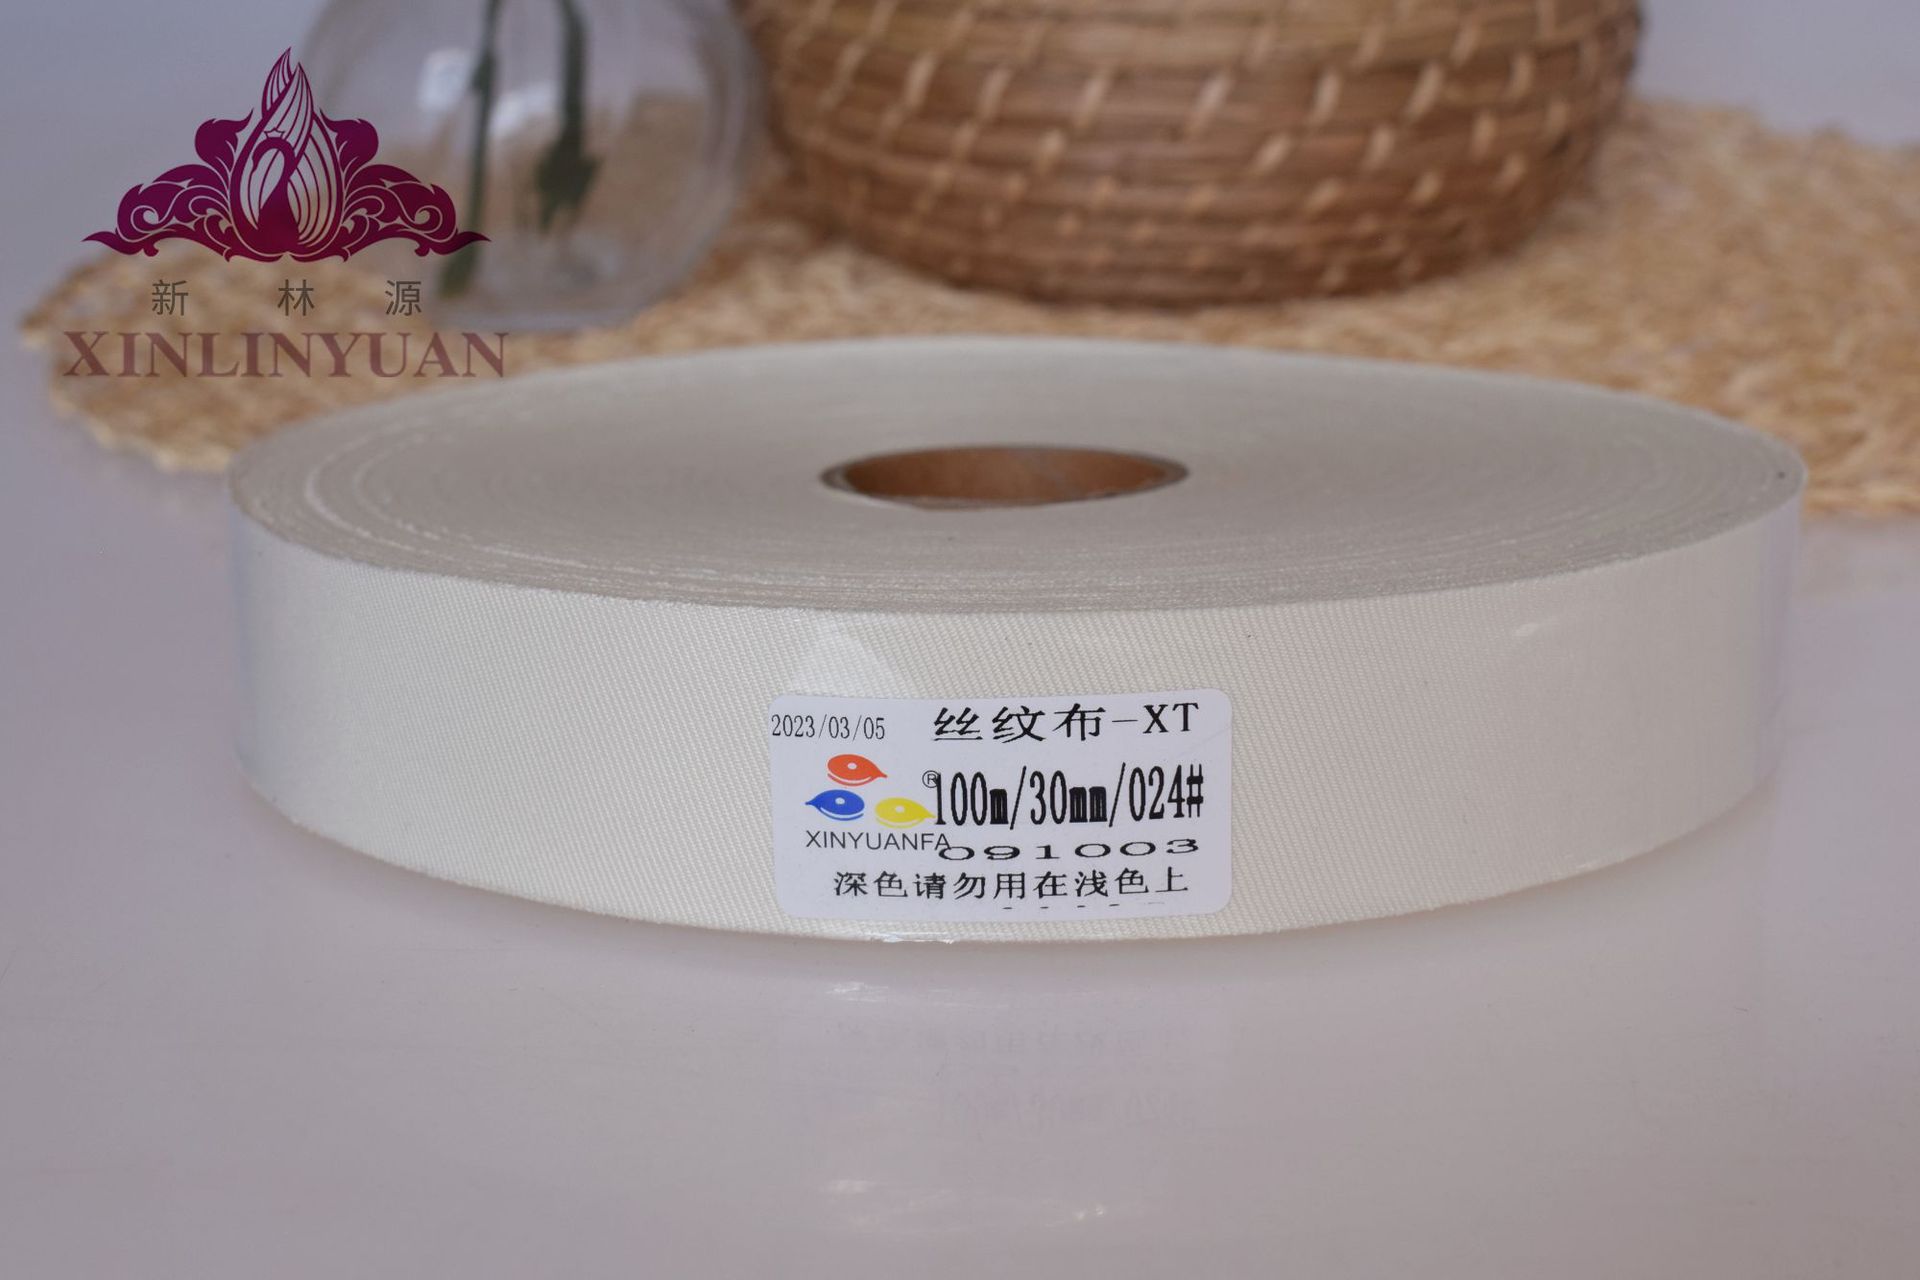 新林源
XINLINYUAN
2023/03/05
丝纹布-XT
®
100m/30mm/024#
XINYUANFA
091003
深色请勿用在浅色上